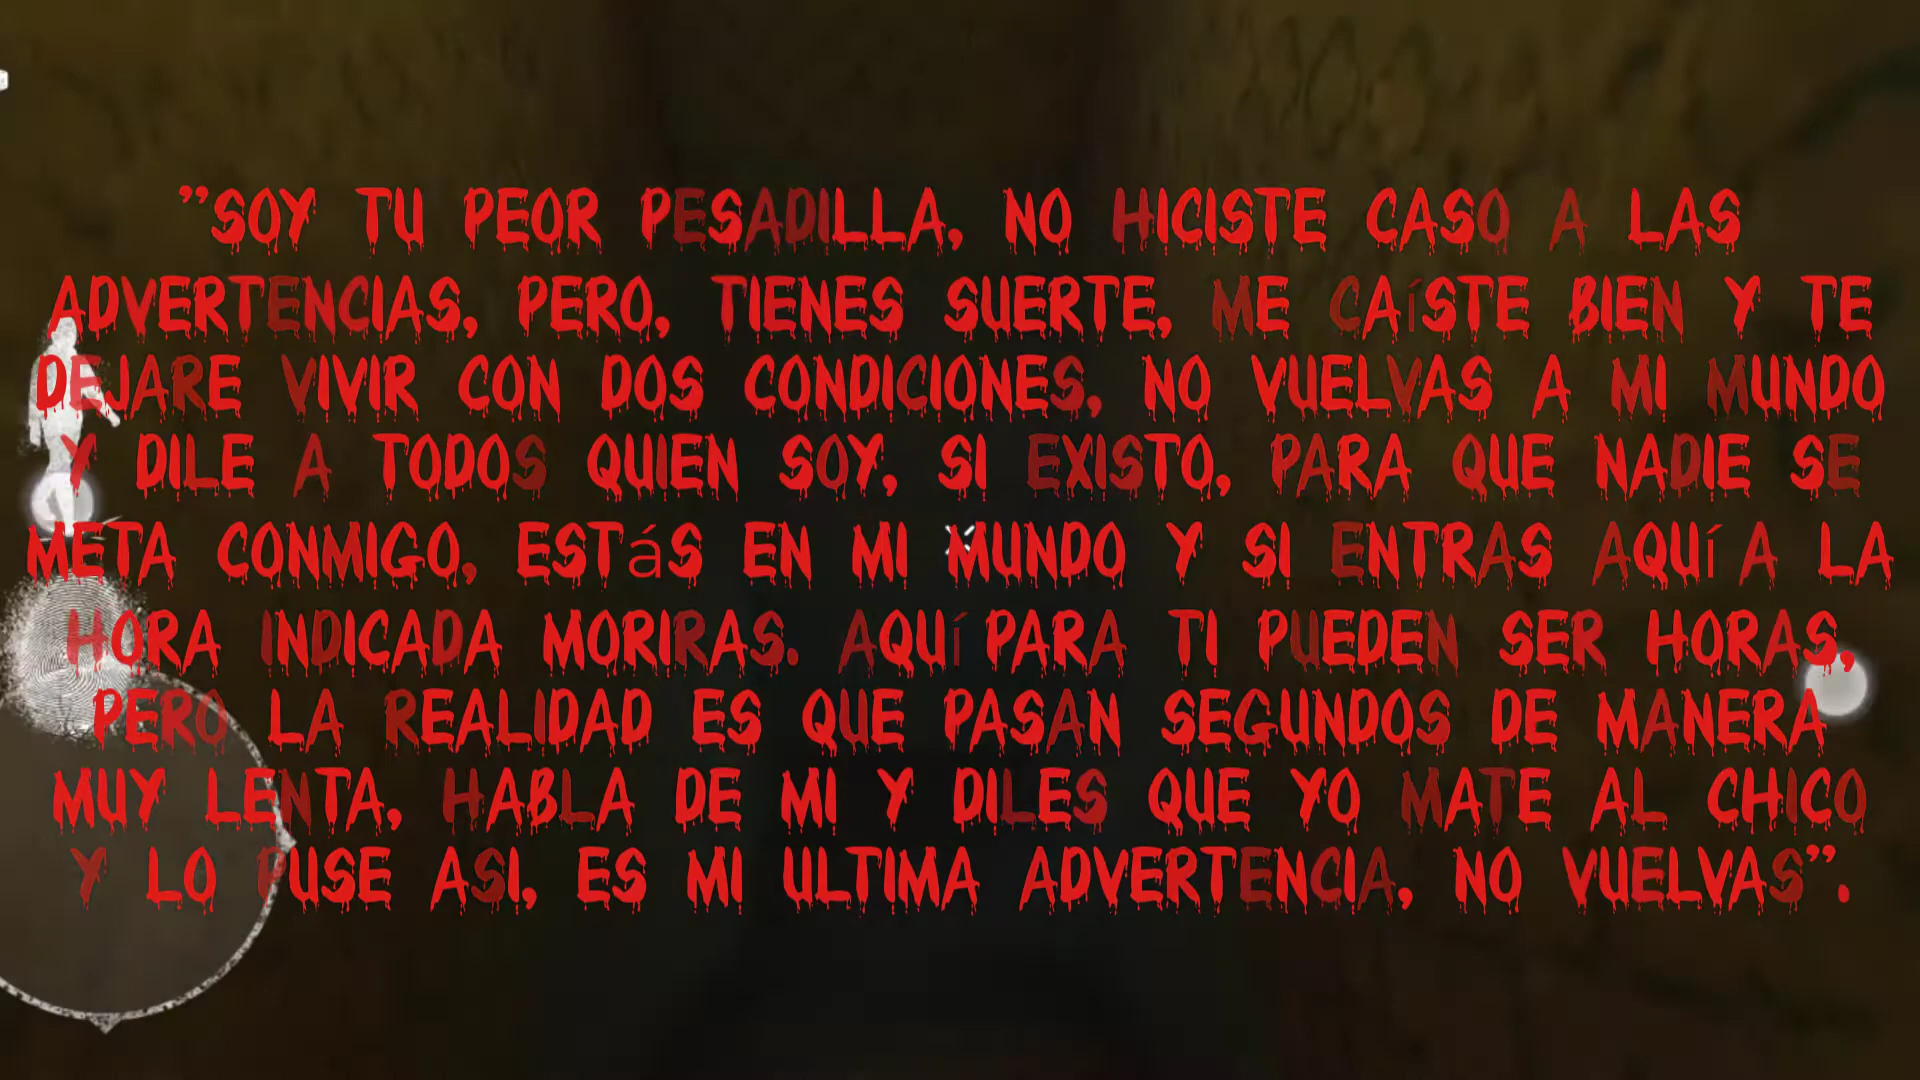 "SOY TU PEOR PESADILLA, NO HICISTE CASO A LAS
ADVERTENCIAS, PERO, TIENES SUERTE, ME CAíSTE BIEN Y TE
DEJARE VIVIR CON DOS CONDICIONES, NO VUELVAS A MI MUNDO
Y DILE A TODOS QUIEN SOY, SI EXISTO, PARA QUE NADIE SE
META CONMIGO, ESTáS EN MI MUNDO Y SI ENTRAS AQUí A LA
HORA INDICADA MORIRAS. AQUí PARA TI PUEDEN SER HORAS,
PERO LA REALIDAD ES QUE PASAN SEGUNDOS DE MANERA
MUY LENTA, HABLA DE MI Y DILES QUE YO MATE AL CHICO
Y LO PUSE ASI, ES MI ULTIMA ADVERTENCIA, NO VUELVAS".